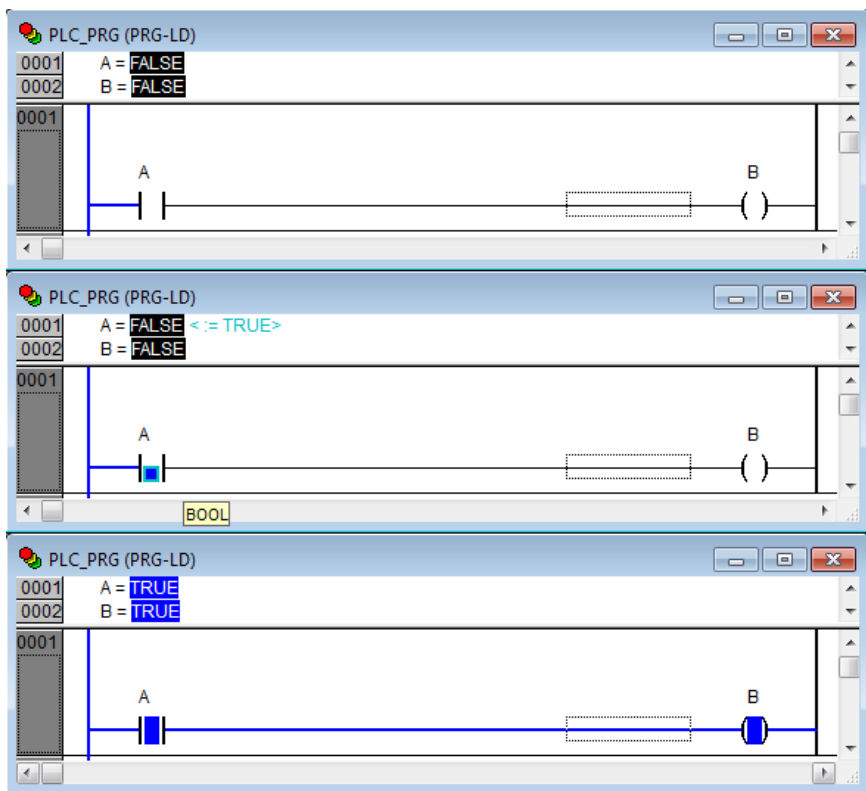 PLC_PRG (PRG-LD)
0001 A = FALSE
0002 B = FALSE
0001
A B
PLC_PRG (PRG-LD)
0001 A = FALSE < := TRUE>
0002 B = FALSE
0001
A B
BOOL
PLC_PRG (PRG-LD)
0001 A = TRUE
0002 B = TRUE
0001
A B